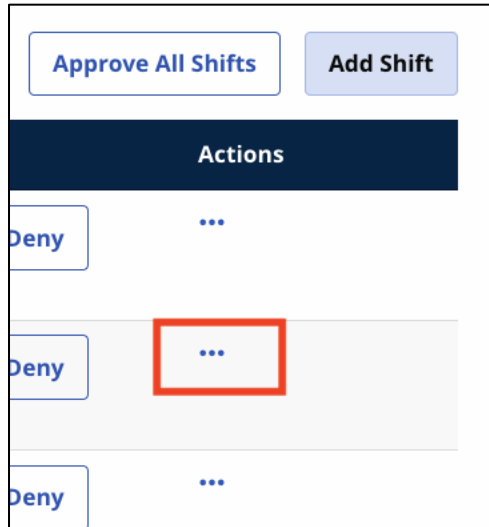 Approve All Shifts Add Shift
Actions
Deny •••
Deny •••
Deny •••